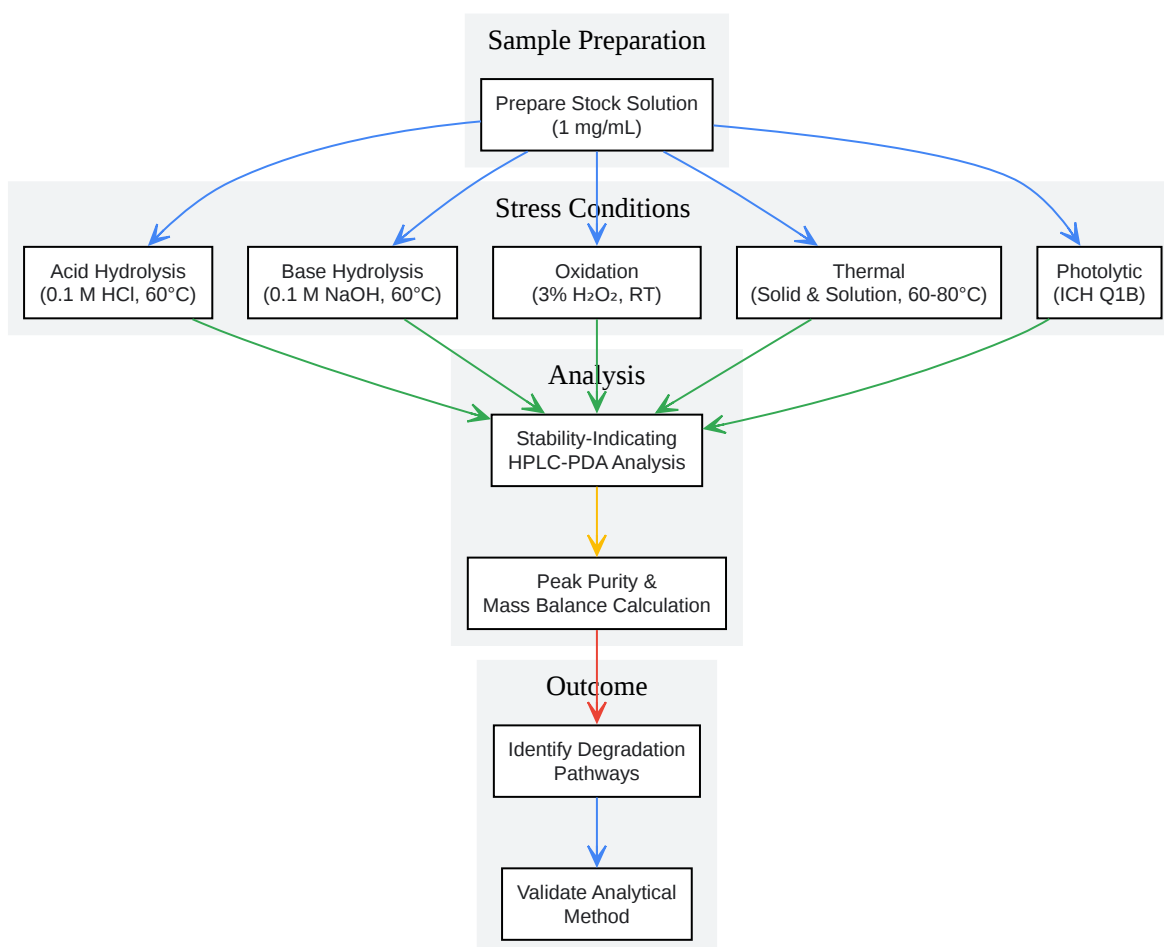 Sample Preparation
Prepare Stock Solution
(1 mg/mL)
Stress Conditions
Acid Hydrolysis
(0.1 M HCl, 60°C)
Base Hydrolysis
(0.1 M NaOH, 60°C)
Oxidation
(3% H₂O₂, RT)
Thermal
(Solid & Solution, 60-80°C)
Photolytic
(ICH Q1B)
Analysis
Stability-Indicating
HPLC-PDA Analysis
Peak Purity &
Mass Balance Calculation
Outcome
Identify Degradation
Pathways
Validate Analytical
Method